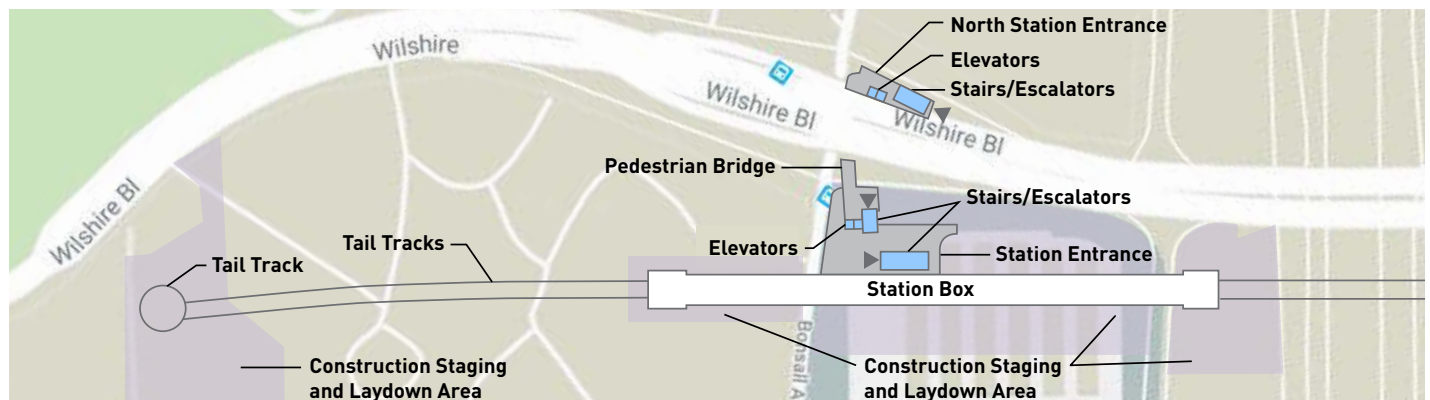 North Station Entrance
Wilshire
Elevators
Stairs/Escalators
Wilshire Bl
Wilshire Bl
Pedestrian Bridge
Stairs/Escalators
Wilshire Bl
Tail Tracks
Elevators
Station Entrance
Tail Track
Station Box
Bonsall A
Construction Staging
and Laydown Area
Construction Staging
and Laydown Area